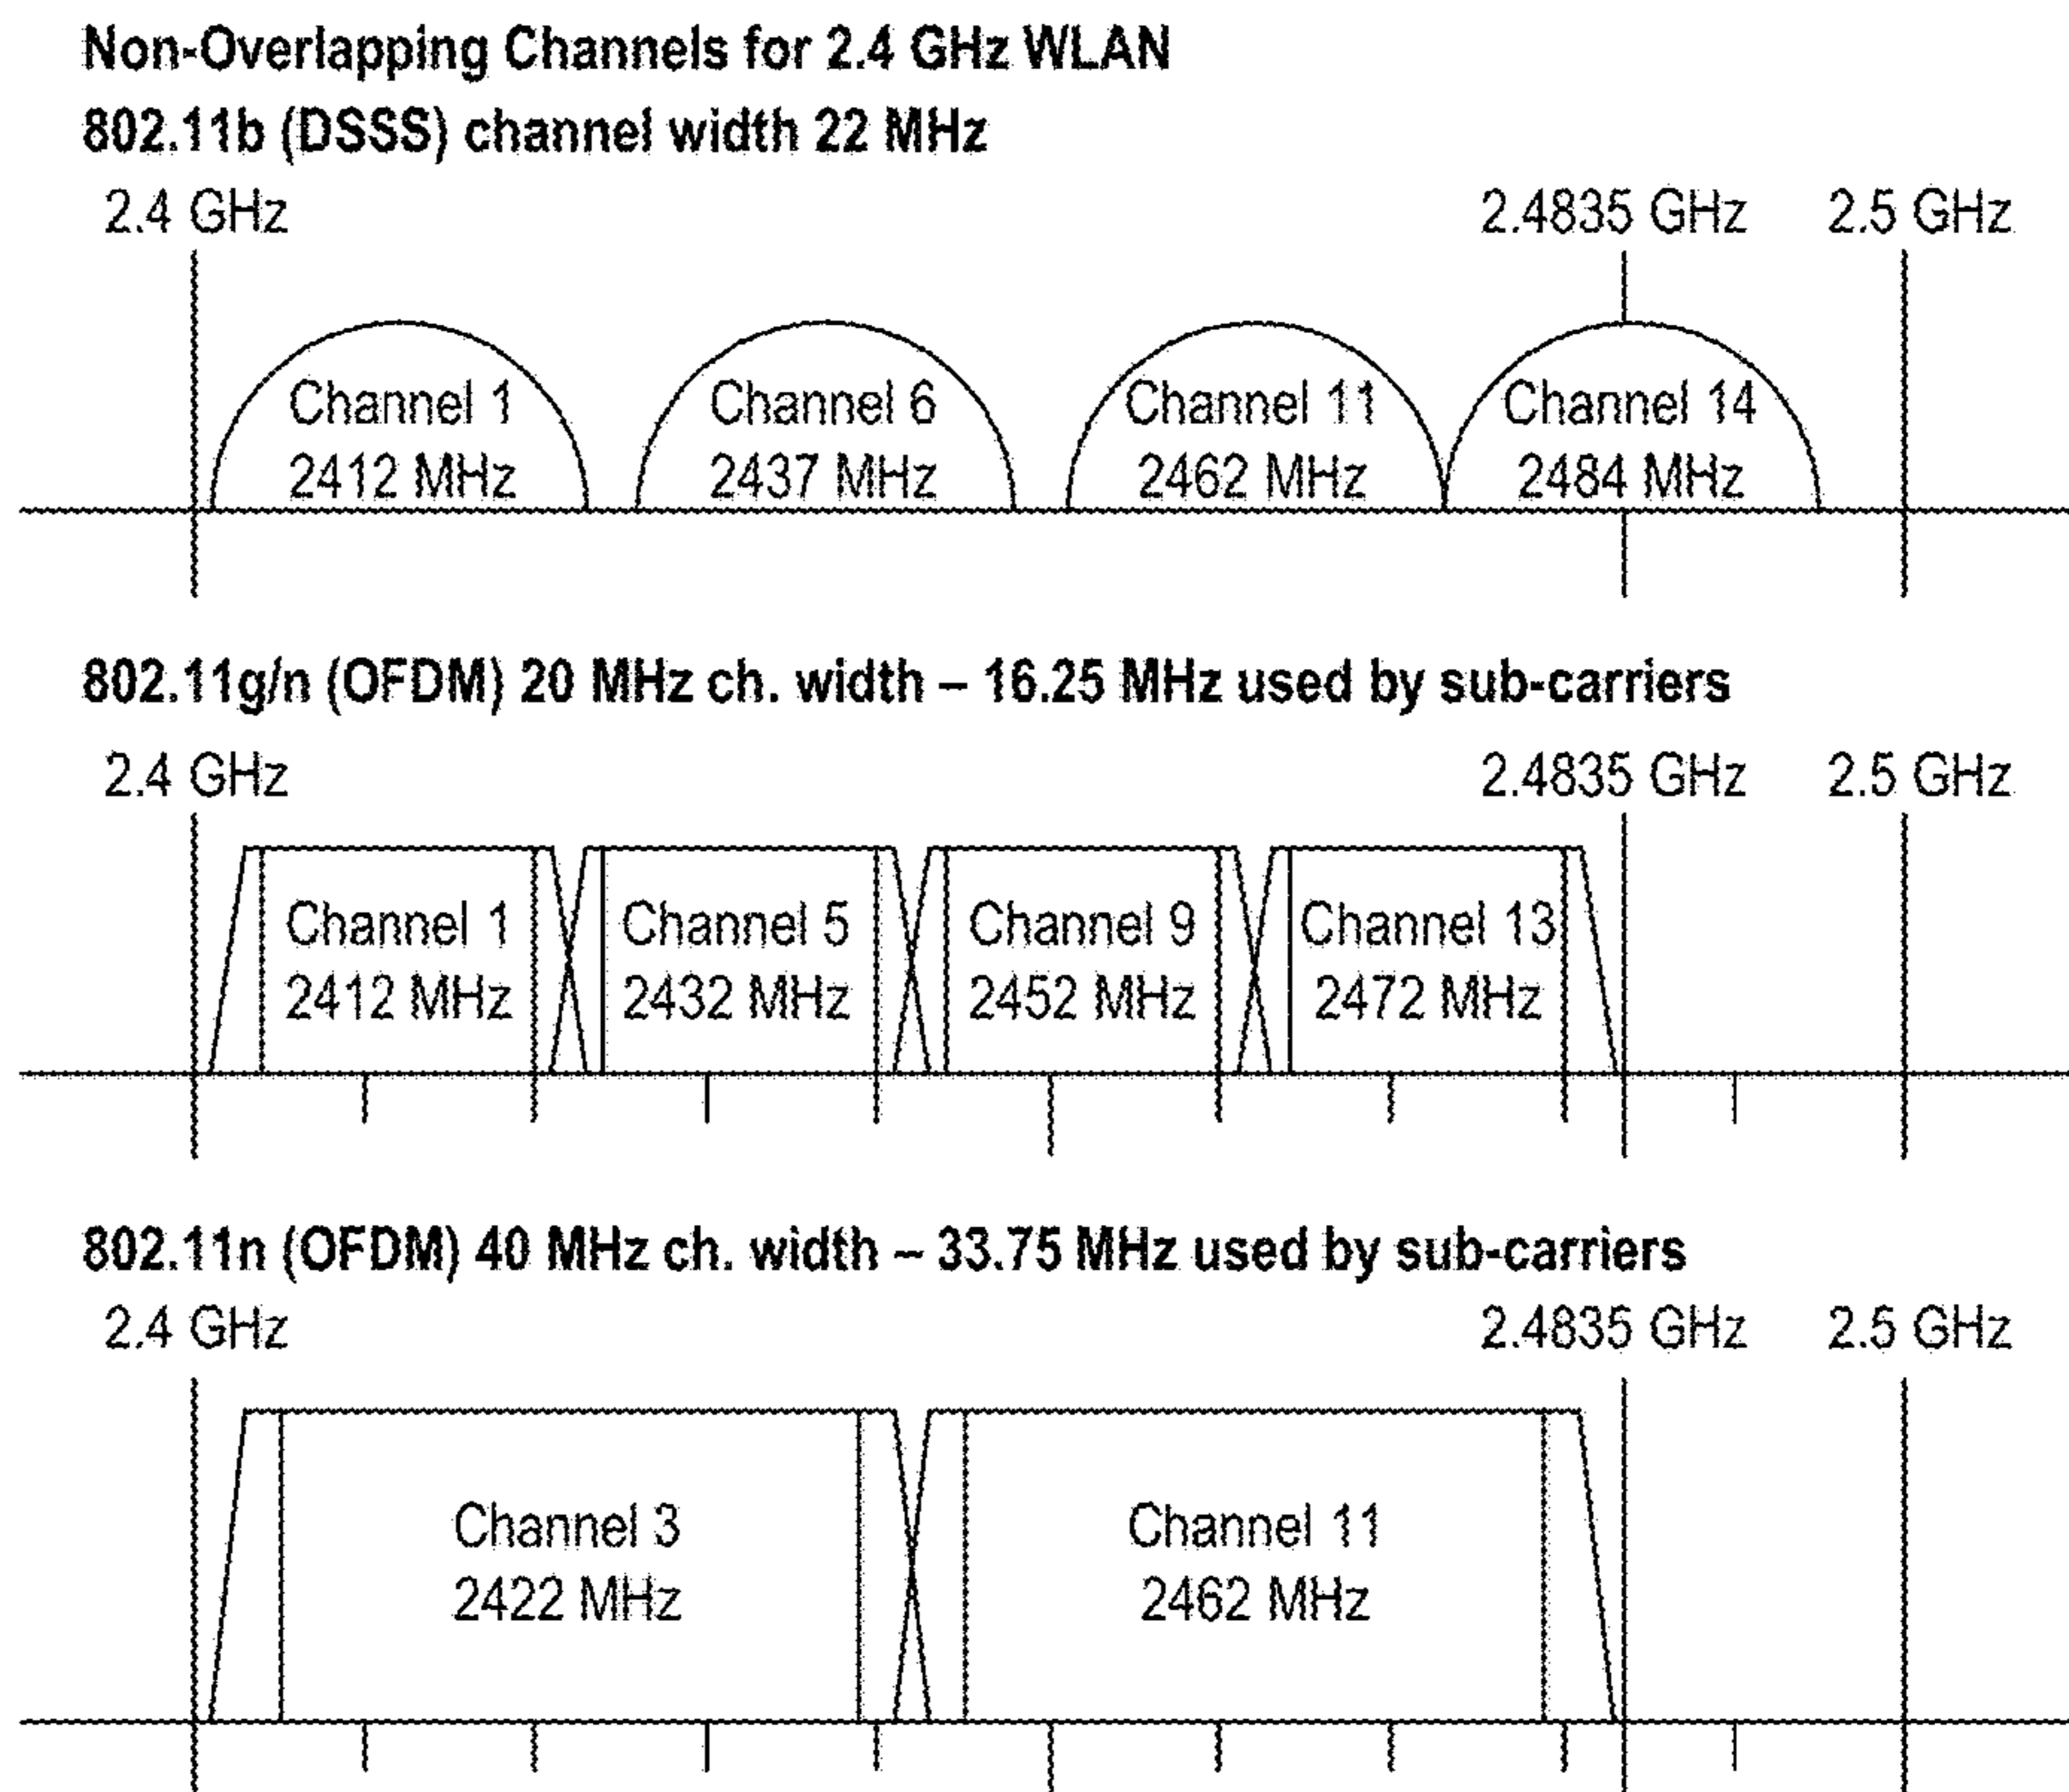 Non-Overlapping Channels for 2.4 GHz WLAN
802.11b (DSSS) channel width 22 MHz
2.4 GHz 2.4835 GHz 2.5 GHz
Channel 1 Channel 6 Channel 11 Channel 14
2412 MHz 2437 MHz 2462 MHz 2484 MHz
802.11g/n (OFDM) 20 MHz ch. width – 16.25 MHz used by sub-carriers
2.4 GHz 2.4835 GHz 2.5 GHz
Channel 1 Channel 5 Channel 9 Channel 13
2412 MHz 2432 MHz 2452 MHz 2472 MHz
802.11n (OFDM) 40 MHz ch. width – 33.75 MHz used by sub-carriers
2.4 GHz 2.4835 GHz 2.5 GHz
Channel 3 Channel 11
2422 MHz 2462 MHz